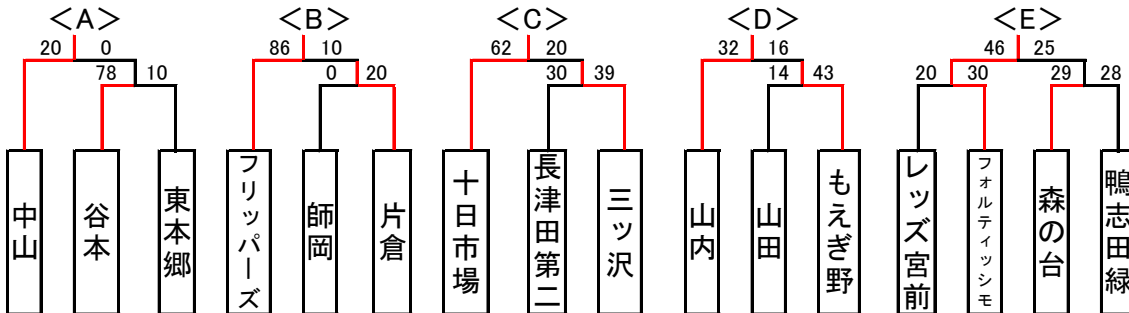 ＜A＞ ＜B＞ ＜C＞ ＜D＞ ＜E＞
20 0 86 10 62 20 32 16 46 25
78 10 0 20 30 39 14 43 20 30 29 28
中山
谷本
東本郷
フリッパーズ
師岡
片倉
十日市場
長津田第二
三ッ沢
山内
山田
もえぎ野
レッズ宮前
フォルティッシモ
森の台
鴨志田緑